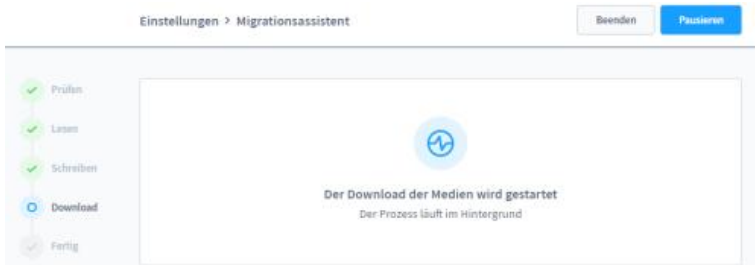 Einstellungen > Migrationsassistent
Beenden
Pausieren
Prüfen
Lesen
Schreiben
Download
Fertig
Der Download der Medien wird gestartet
Der Prozess läuft im Hintergrund